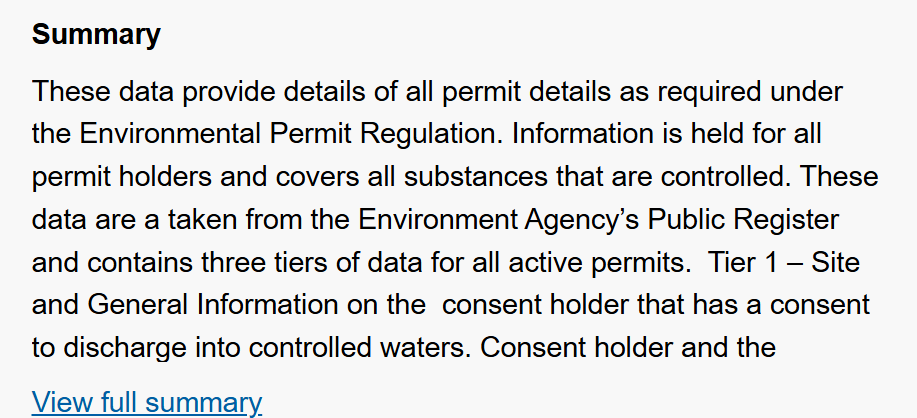 Summary
These data provide details of all permit details as required under
the Environmental Permit Regulation. Information is held for all
permit holders and covers all substances that are controlled. These
data are a taken from the Environment Agency’s Public Register
and contains three tiers of data for all active permits.  Tier 1 – Site
and General Information on the  consent holder that has a consent
to discharge into controlled waters. Consent holder and the
View full summary